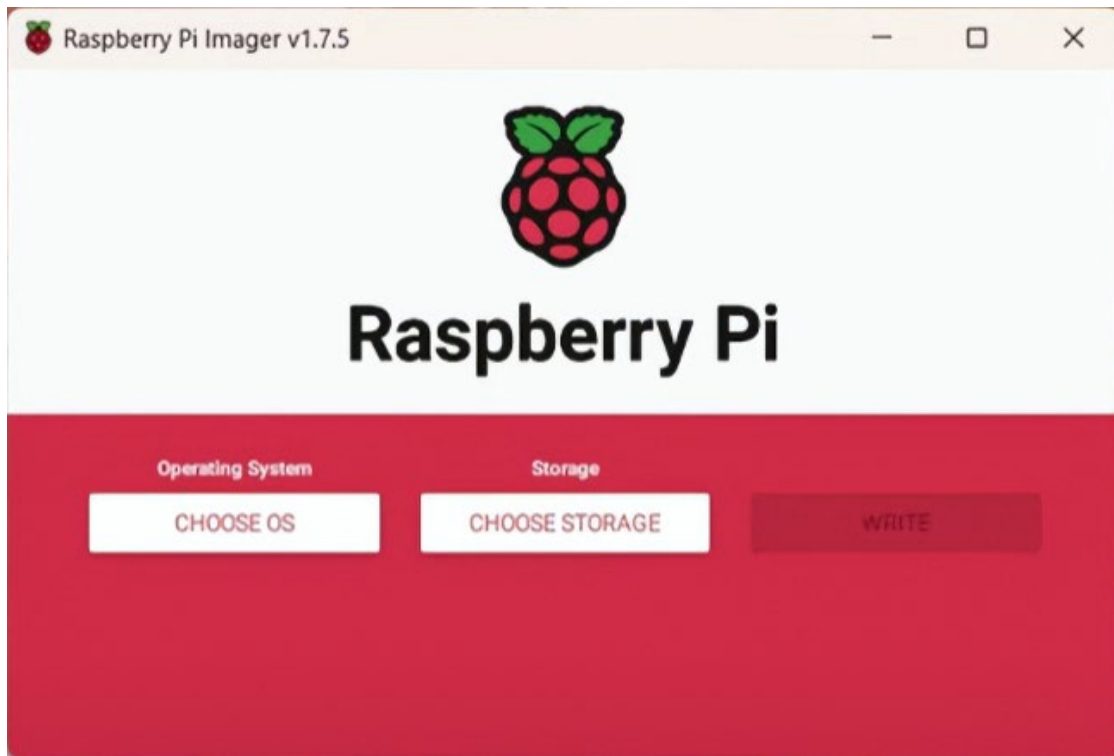 Raspberry Pi Imager v1.7.5
Raspberry Pi
Operating System
Storage
CHOOSE OS
CHOOSE STORAGE
WRITE